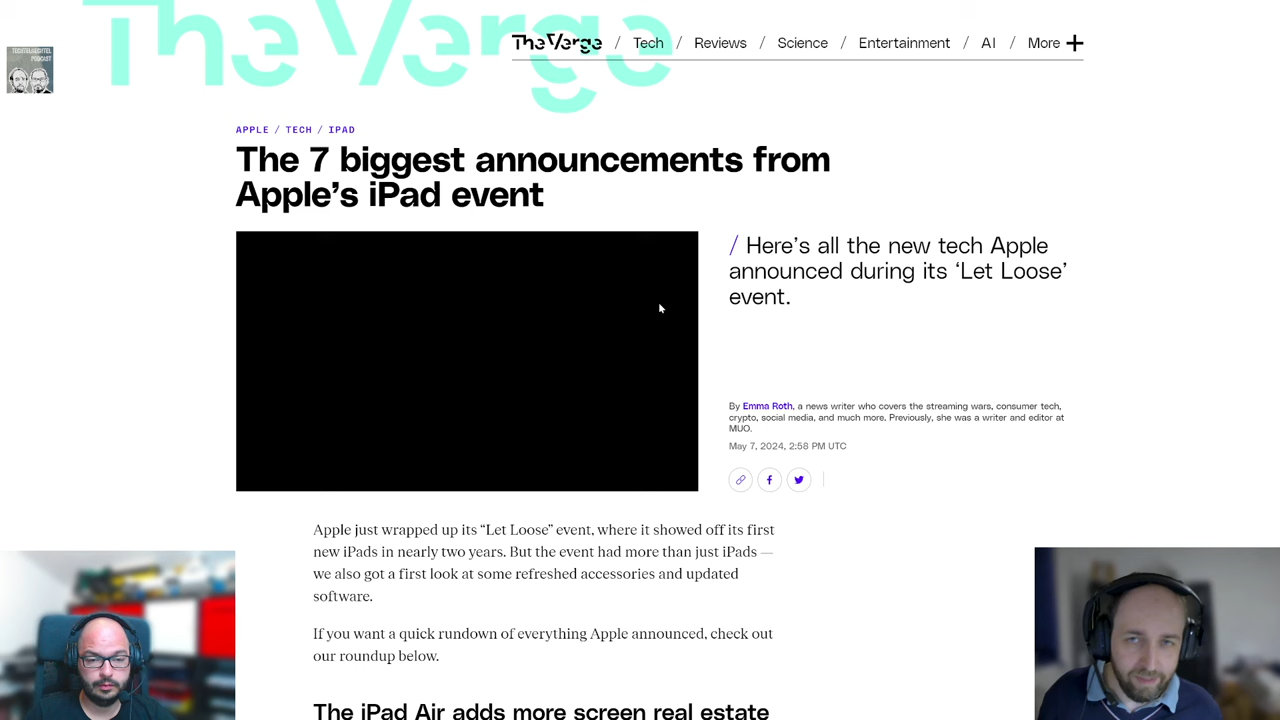 The Verge
TECHTELMECHTEL
PODCAST
The Verge / Tech / Reviews / Science / Entertainment / AI / More +
APPLE / TECH / IPAD
The 7 biggest announcements from
Apple’s iPad event
/ Here’s all the new tech Apple
announced during its ‘Let Loose’
event.
By Emma Roth, a news writer who covers the streaming wars, consumer tech,
crypto, social media, and much more. Previously, she was a writer and editor at
MUO.
May 7, 2024, 2:58 PM UTC
Apple just wrapped up its “Let Loose” event, where it showed off its first
new iPads in nearly two years. But the event had more than just iPads —
we also got a first look at some refreshed accessories and updated
software.
If you want a quick rundown of everything Apple announced, check out
our roundup below.
The iPad Air adds more screen real estate